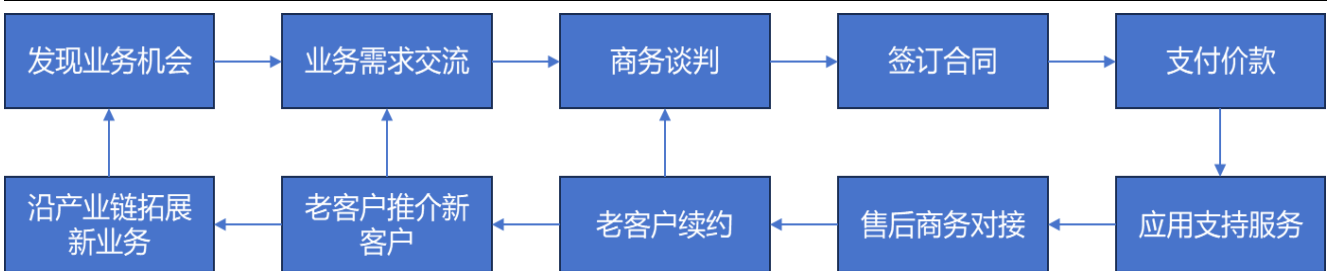 发现业务机会
业务需求交流
商务谈判
签订合同
支付价款
沿产业链拓展
新业务
老客户推介新
客户
老客户续约
售后商务对接
应用支持服务